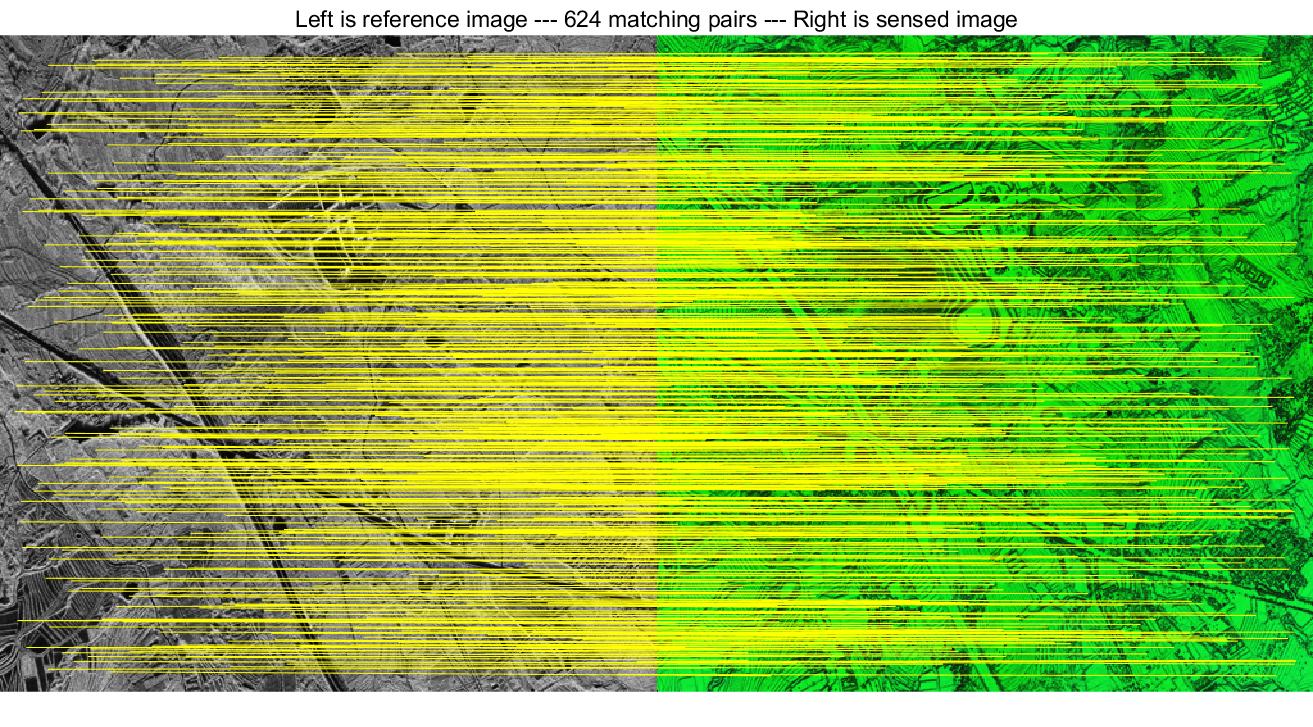 Left is reference image --- 624 matching pairs --- Right is sensed image